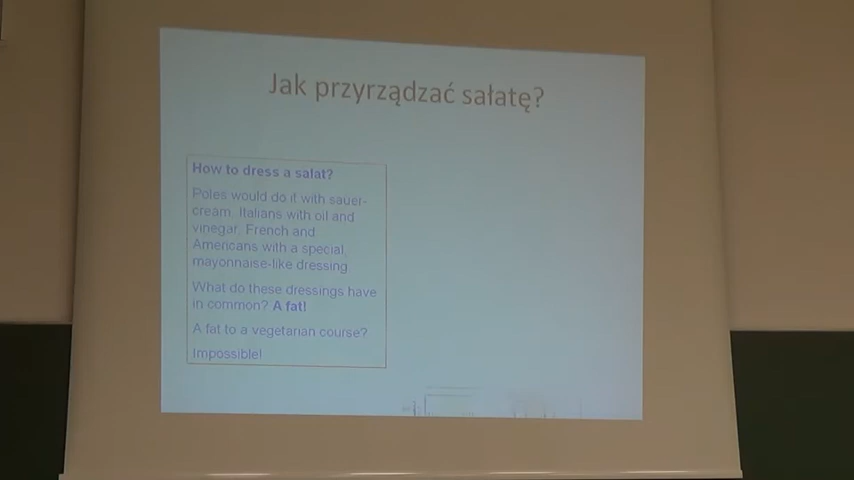 Jak przyrządzać sałatę?
How to dress a salat?
Poles would do it with sauer-
cream, Italians with oil and
vinegar, French and
Americans with a special,
mayonnaise-like dressing
What do these dressings have
in common? A fat!
A fat to a vegetarian course?
Impossible!